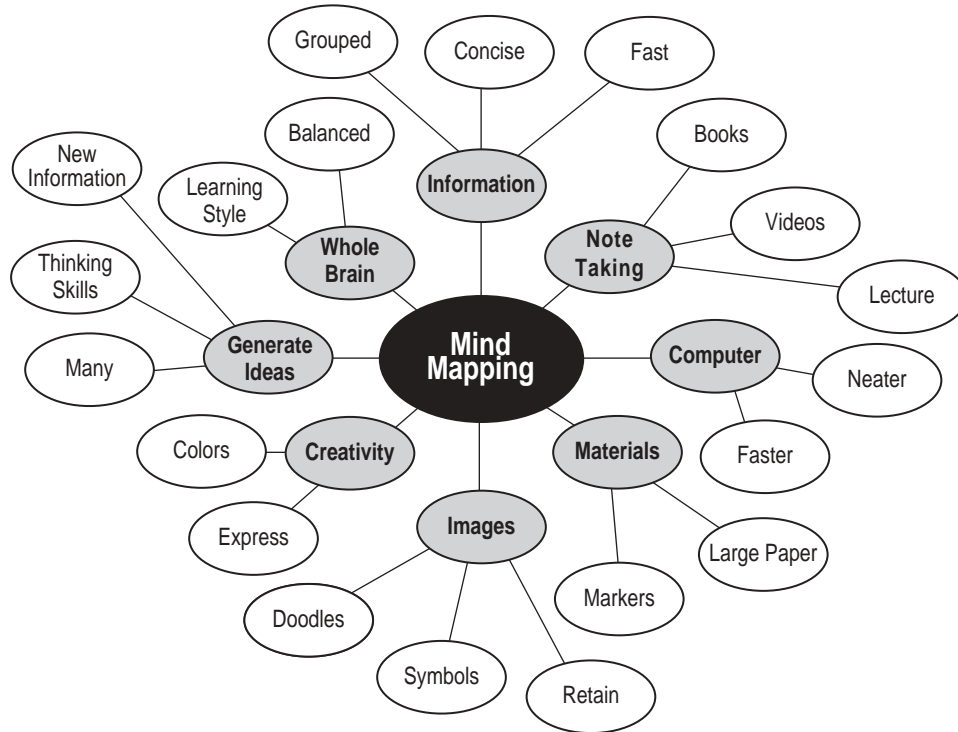 Grouped
Concise
Fast
Balanced
Books
New
Information
Learning
Style
Information
Videos
Whole
Brain
Note
Taking
Thinking
Skills
Lecture
Mind
Mapping
Generate
Ideas
Computer
Many
Neater
Colors
Creativity
Materials
Faster
Express
Images
Large Paper
Doodles
Markers
Symbols
Retain